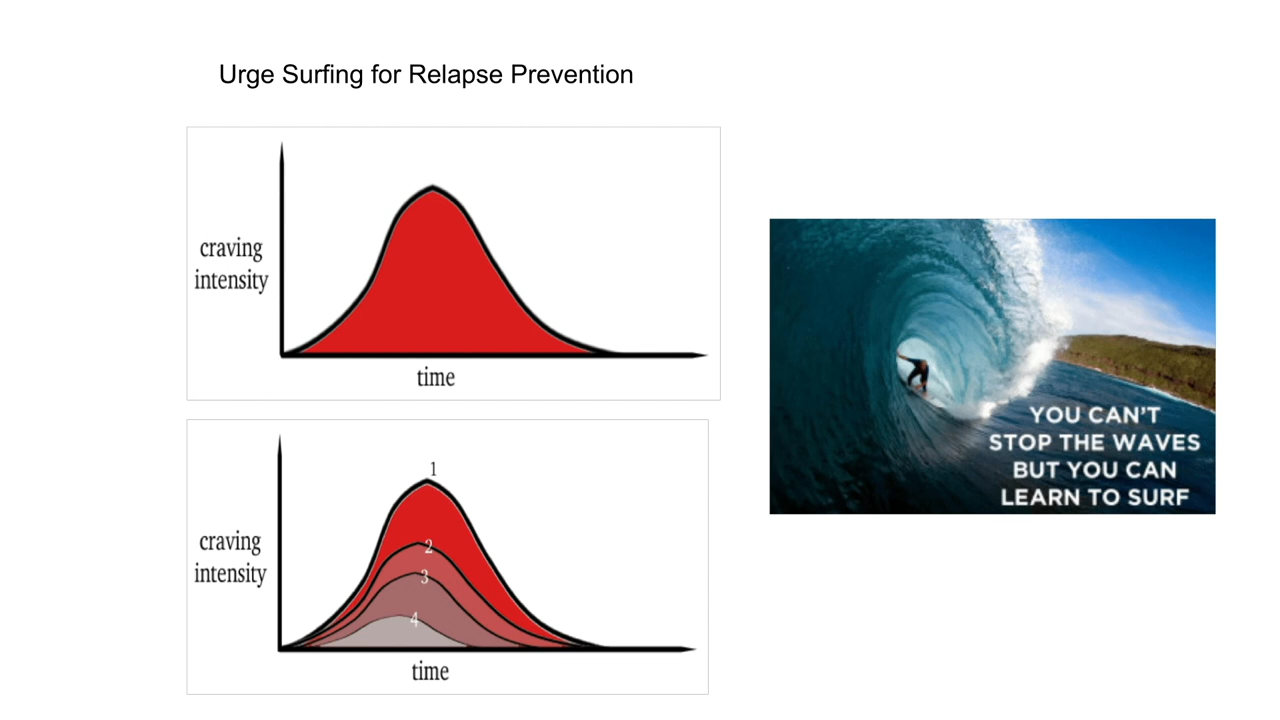 Urge Surfing for Relapse Prevention
craving
intensity
time
craving
intensity
1
2
3
4
time
YOU CAN'T
STOP THE WAVES
BUT YOU CAN
LEARN TO SURF